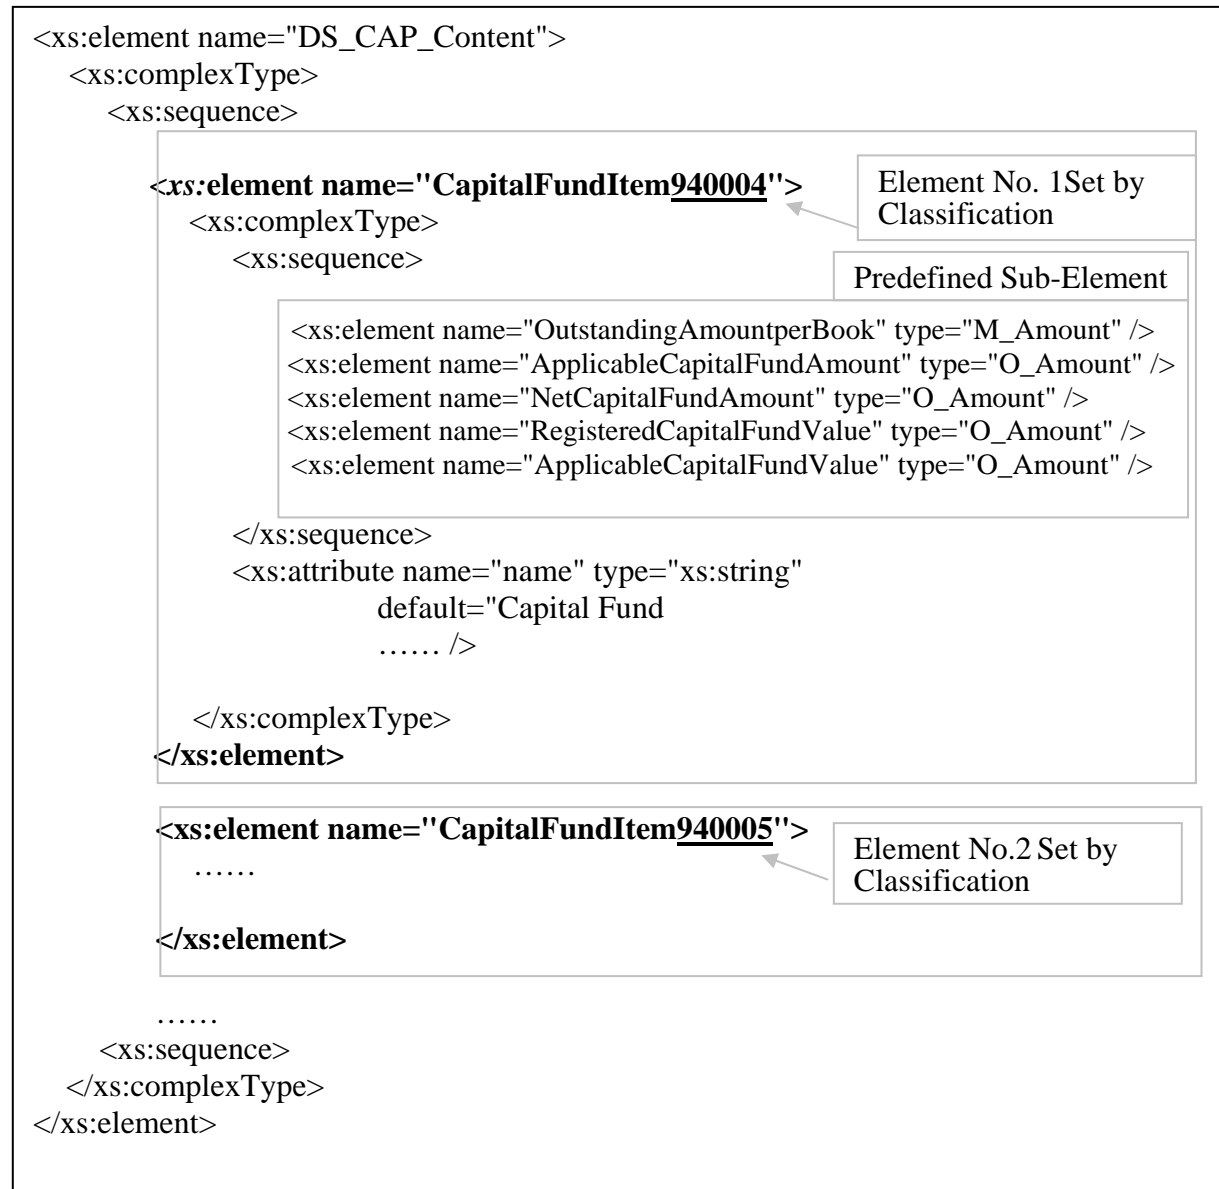 <xs:element name="DS_CAP_Content">
<xs:complexType>
<xs:sequence>
<xs:element name="CapitalFundItem940004">
Element No. 1Set by
Classification
<xs:complexType>
<xs:sequence>
Predefined Sub-Element
<xs:element name="OutstandingAmountperBook" type="M_Amount" />
<xs:element name="ApplicableCapitalFundAmount" type="O_Amount" />
<xs:element name="NetCapitalFundAmount" type="O_Amount" />
<xs:element name="RegisteredCapitalFundValue" type="O_Amount" />
<xs:element name="ApplicableCapitalFundValue" type="O_Amount" />
</xs:sequence>
<xs:attribute name="name" type="xs:string"
default="Capital Fund
…… />
</xs:complexType>
</xs:element>
<xs:element name="CapitalFundItem940005">
Element No.2 Set by
Classification
……
</xs:element>
……
<xs:sequence>
</xs:complexType>
</xs:element>